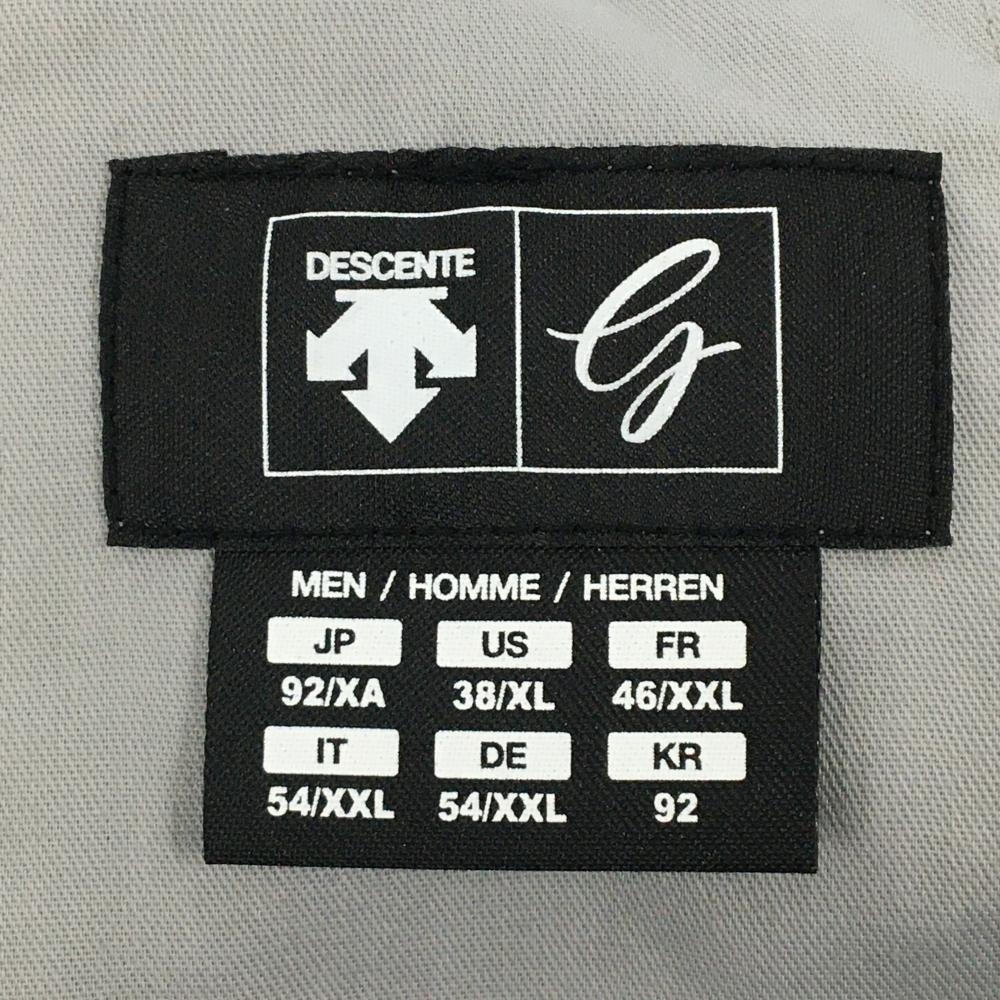 DESCENTE
G
MEN / HOMME / HERREN
JP US FR
92/XA 38/XL 46/XXL
IT DE KR
54/XXL 54/XXL 92